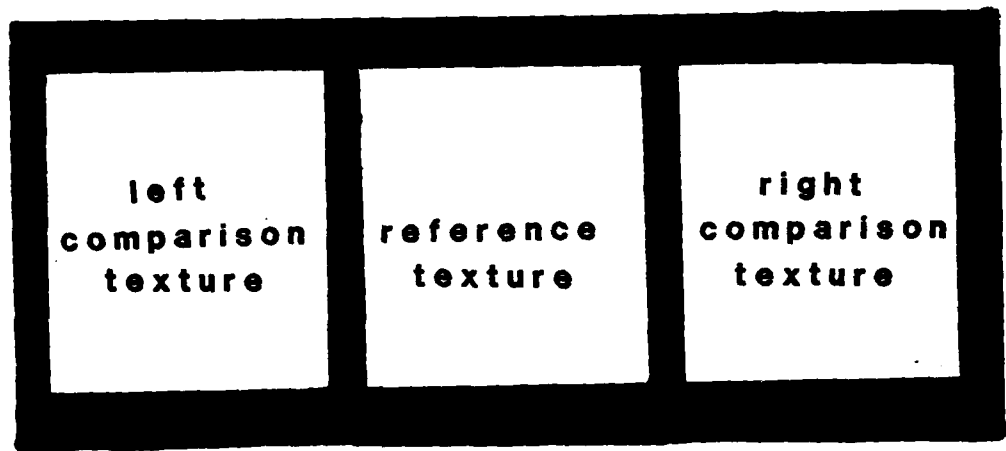 left
comparison
texture
reference
texture
right
comparison
texture